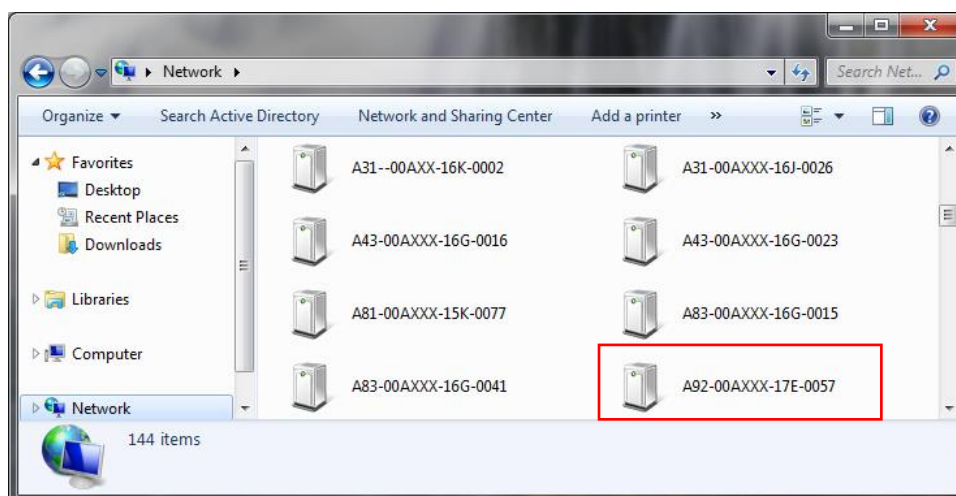 Network
Search Net...
Organize
Search Active Directory
Network and Sharing Center
Add a printer
»
Favorites
Desktop
Recent Places
Downloads
Libraries
Computer
Network
A31--00AXX-16K-0002
A31-00AXXX-16J-0026
A43-00AXXX-16G-0016
A43-00AXXX-16G-0023
A81-00AXXX-15K-0077
A83-00AXXX-16G-0015
A83-00AXXX-16G-0041
A92-00AXXX-17E-0057
144 items